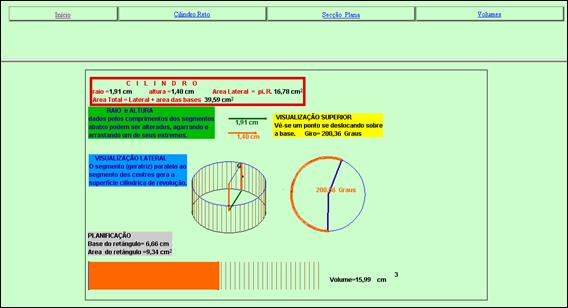 Início
Cilindro Reto
Secção Plana
Volumes
C I L I N D R O
raio =1,91 cm altura =1,40 cm Area Lateral = pi. R. 16,78 cm²
Area Total = Lateral + area das bases 39,59 cm²
RAIO e ALTURA
dados pelos comprimentos dos segmentos
abaixo podem ser alterados, agarrando e
arrastando um de seus extremos.
1,91 cm
1,40 cm
VISUALIZAÇÃO SUPERIOR
Vê-se um ponto se deslocando sobre
a base. Giro= 200,36 Graus
VISUALIZAÇÃO LATERAL
O segmento (geratriz) paralelo ao
segmento dos centros gera a
superfície cilíndrica de revolução.
200,36 Graus
PLANIFICAÇÃO
Base do retângulo= 6,66 cm
Area do retângulo =9,34 cm²
Volume=15,99 cm 3